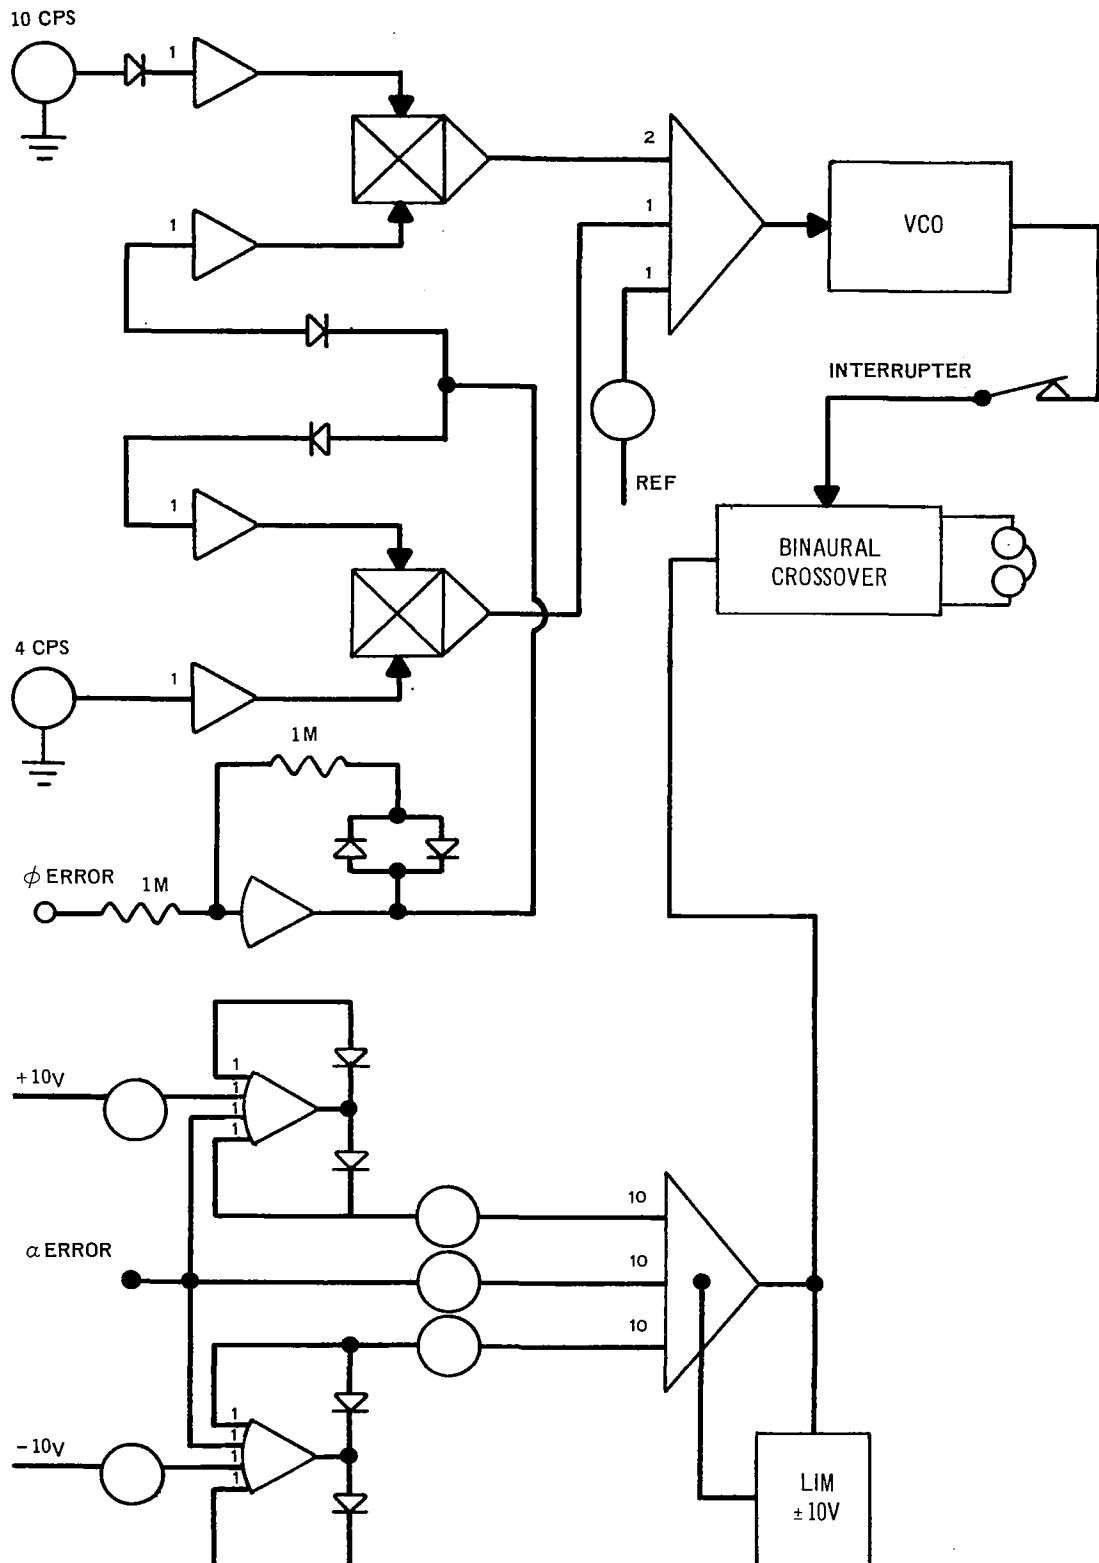 10 CPS
1
2
1
VCO
1
1
INTERRUPTER
REF
1
BINAURAL
CROSSOVER
4 CPS
1
1M
ϕ ERROR
1M
+10V
1
1
1
1
10
α ERROR
10
10
-10V
1
1
1
1
LIM
±10V